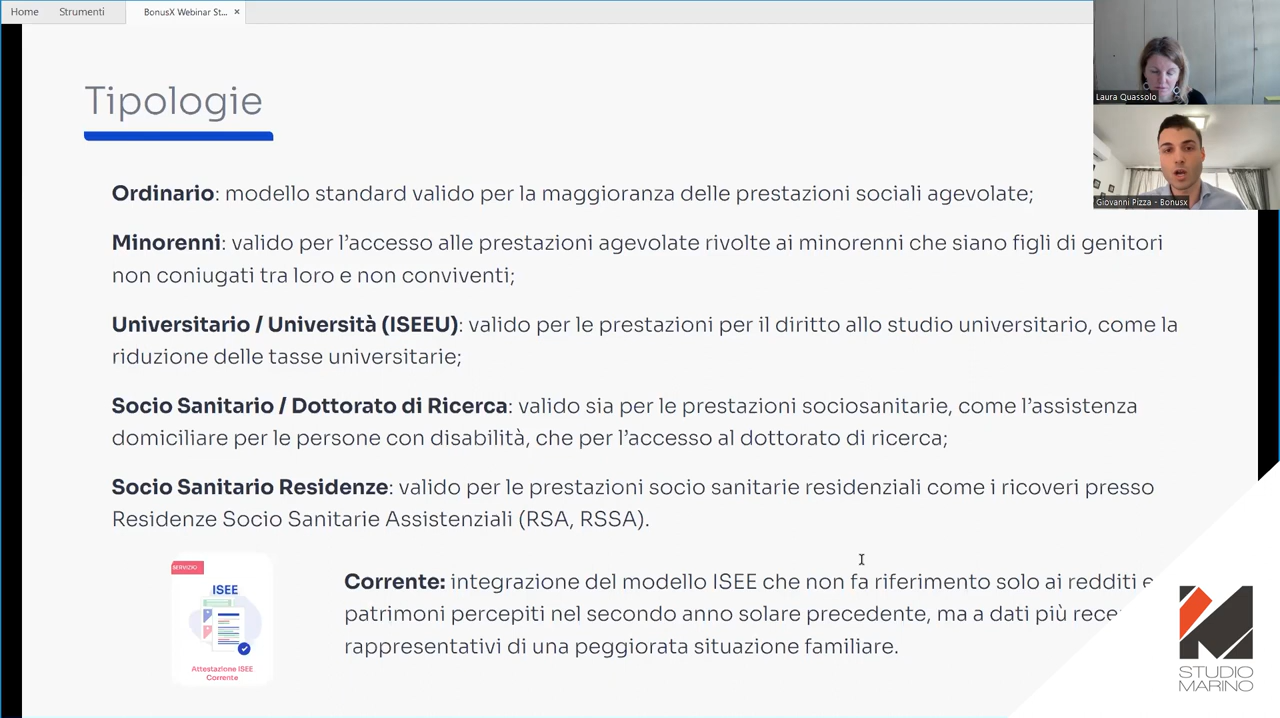 Home Strumenti BonusX Webinar St... ×
Laura Quassolo
Giovanni Pizza - Bonusx
Tipologie
Ordinario: modello standard valido per la maggioranza delle prestazioni sociali agevolate;
Minorenni: valido per l’accesso alle prestazioni agevolate rivolte ai minorenni che siano figli di genitori
non coniugati tra loro e non conviventi;
Universitario / Università (ISEEU): valido per le prestazioni per il diritto allo studio universitario, come la
riduzione delle tasse universitarie;
Socio Sanitario / Dottorato di Ricerca: valido sia per le prestazioni sociosanitarie, come l’assistenza
domiciliare per le persone con disabilità, che per l’accesso al dottorato di ricerca;
Socio Sanitario Residenze: valido per le prestazioni socio sanitarie residenziali come i ricoveri presso
Residenze Socio Sanitarie Assistenziali (RSA, RSSA).
SERVIZIO
ISEE
Attestazione ISEE
Corrente
Corrente: integrazione del modello ISEE che non fa riferimento solo ai redditi e
patrimoni percepiti nel secondo anno solare precedente, ma a dati più rece
rappresentativi di una peggiorata situazione familiare.
STUDIO
MARINO